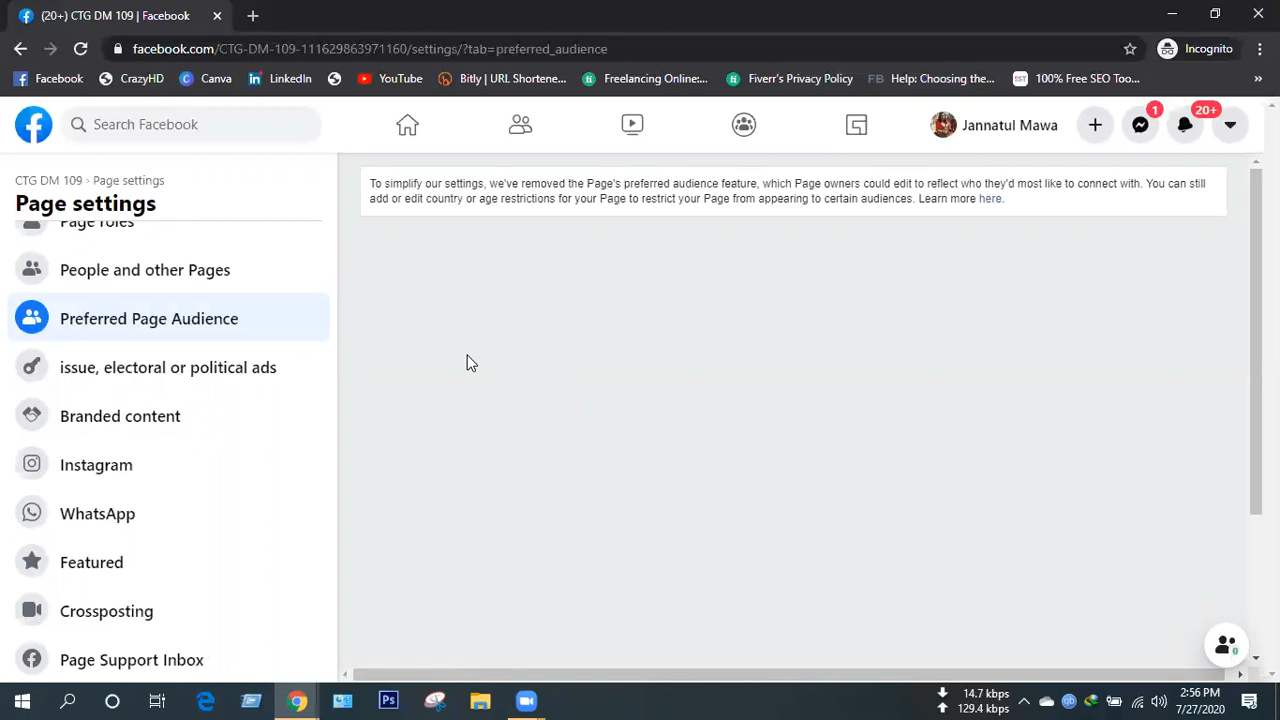 (20+) CTG DM 109 | Facebook
facebook.com/CTG-DM-109-111629863971160/settings/?tab=preferred_audience
Incognito
Facebook
CrazyHD
Canva
LinkedIn
YouTube
Bitly | URL Shortene...
Freelancing Online:...
Fiverr's Privacy Policy
FB Help: Choosing the...
SST 100% Free SEO Too...
»
Search Facebook
Jannatul Mawa
1
20+
CTG DM 109 › Page settings
Page settings
Page roles
People and other Pages
Preferred Page Audience
issue, electoral or political ads
Branded content
Instagram
WhatsApp
Featured
Crossposting
Page Support Inbox
To simplify our settings, we've removed the Page's preferred audience feature, which Page owners could edit to reflect who they'd most like to connect with. You can still
add or edit country or age restrictions for your Page to restrict your Page from appearing to certain audiences. Learn more here.
0
Ps
14.7 kbps
129.4 kbps
qb
2:56 PM
7/27/2020